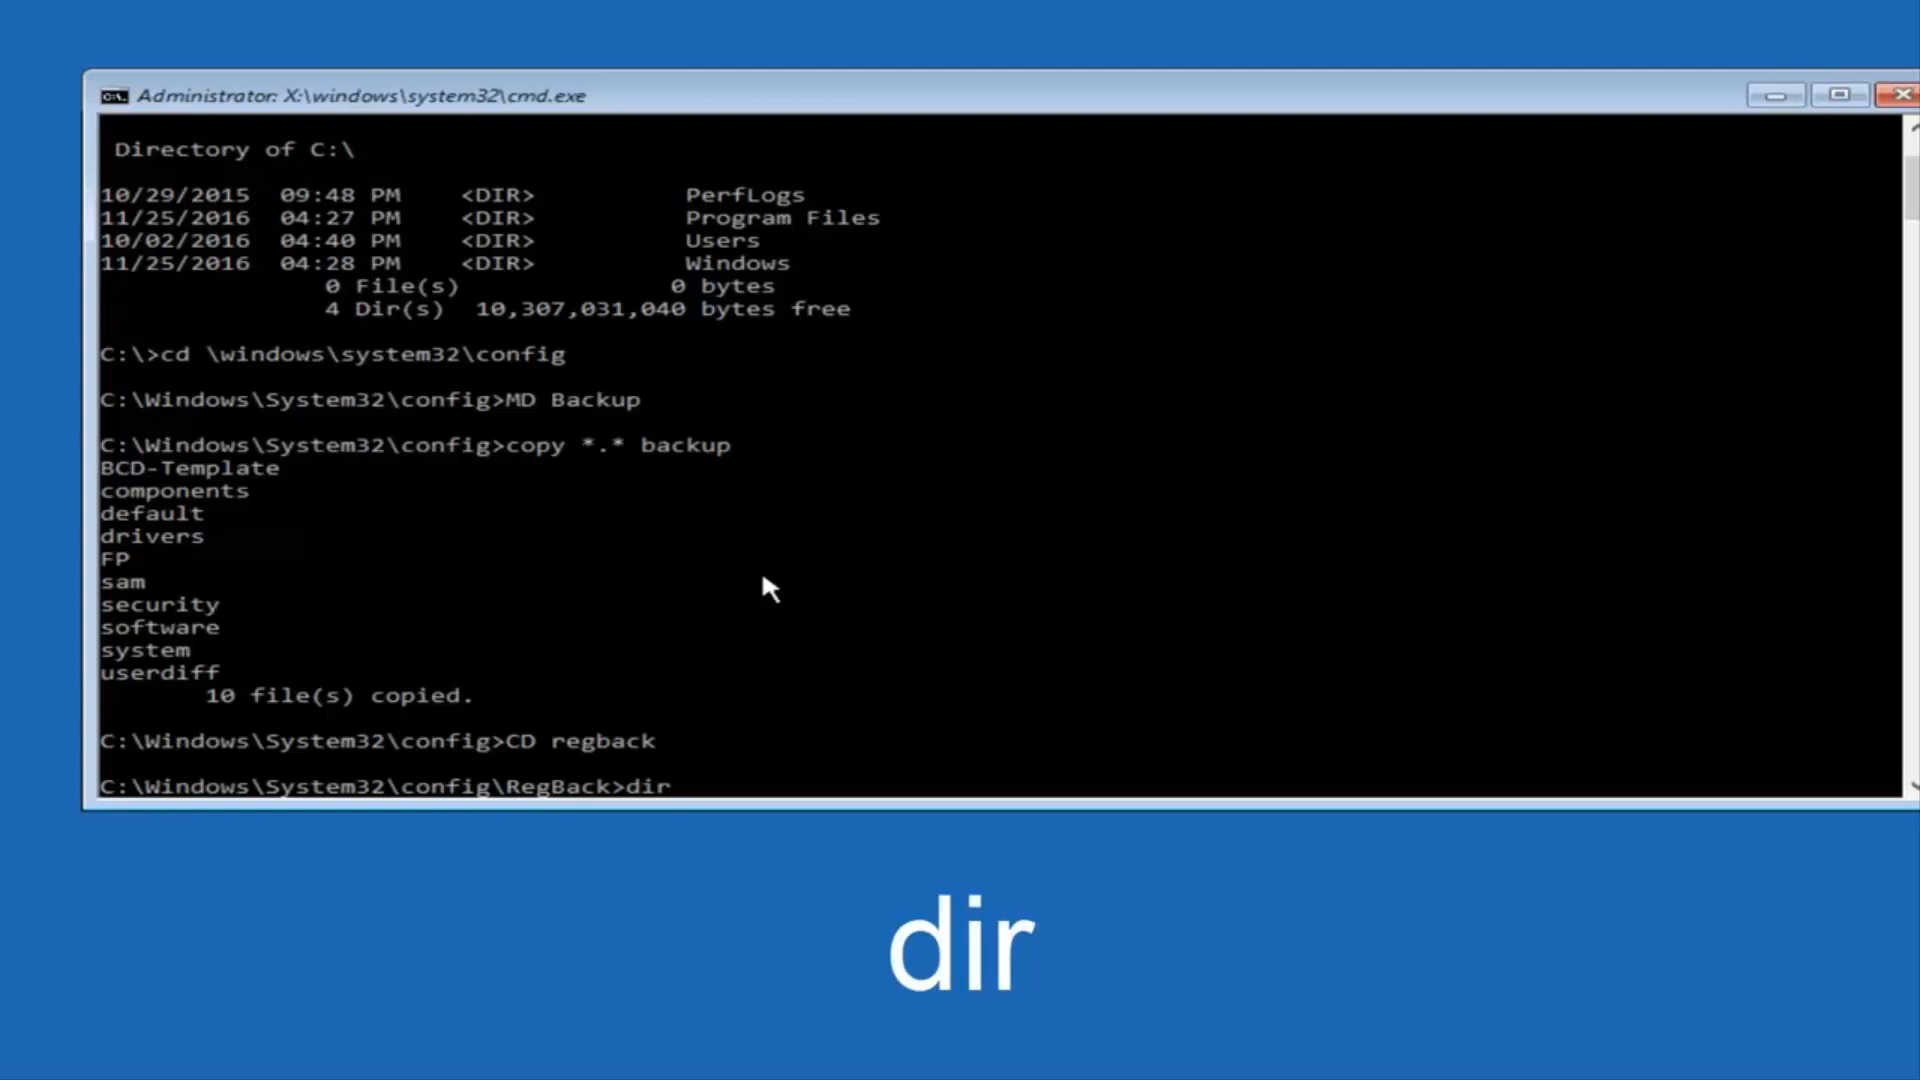 Administrator: X:\windows\system32\cmd.exe
Directory of C:\
10/29/2015 09:48 PM <DIR> PerfLogs
11/25/2016 04:27 PM <DIR> Program Files
10/02/2016 04:40 PM <DIR> Users
11/25/2016 04:28 PM <DIR> Windows
0 File(s) 0 bytes
4 Dir(s) 10,307,031,040 bytes free
C:\>cd \windows\system32\config
C:\Windows\System32\config>MD Backup
C:\Windows\System32\config>copy *.* backup
BCD-Template
components
default
drivers
FP
sam
security
software
system
userdiff
10 file(s) copied.
C:\Windows\System32\config>CD regback
C:\Windows\System32\config\RegBack>dir
dir